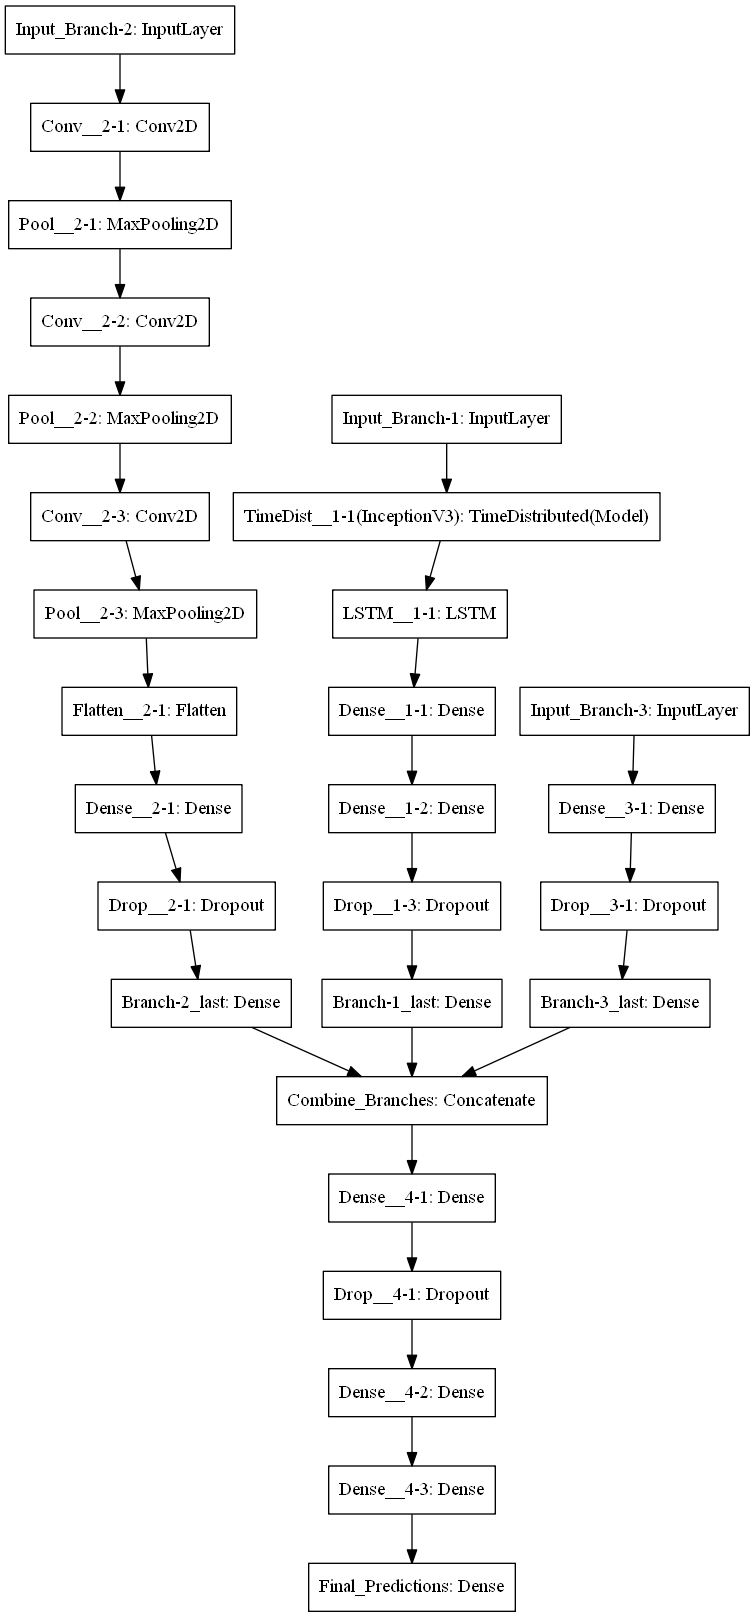 Input_Branch-2: InputLayer
Conv__2-1: Conv2D
Pool__2-1: MaxPooling2D
Conv__2-2: Conv2D
Pool__2-2: MaxPooling2D
Input_Branch-1: InputLayer
Conv__2-3: Conv2D
TimeDist__1-1(InceptionV3): TimeDistributed(Model)
Pool__2-3: MaxPooling2D
LSTM__1-1: LSTM
Flatten__2-1: Flatten
Dense__1-1: Dense
Input_Branch-3: InputLayer
Dense__2-1: Dense
Dense__1-2: Dense
Dense__3-1: Dense
Drop__2-1: Dropout
Drop__1-3: Dropout
Drop__3-1: Dropout
Branch-2_last: Dense
Branch-1_last: Dense
Branch-3_last: Dense
Combine_Branches: Concatenate
Dense__4-1: Dense
Drop__4-1: Dropout
Dense__4-2: Dense
Dense__4-3: Dense
Final_Predictions: Dense